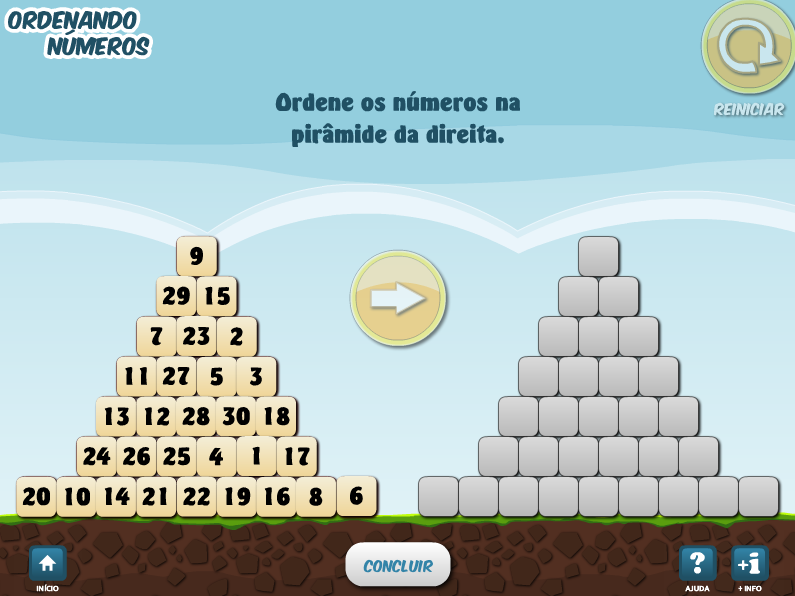 ORDENANDO
NÚMEROS
REINICIAR
Ordene os números na
pirâmide da direita.
9
29 15
7 23 2
11 27 5 3
13 12 28 30 18
24 26 25 4 1 17
20 10 14 21 22 19 16 8 6
INÍCIO
CONCLUIR
?
AJUDA
+i
+ INFO